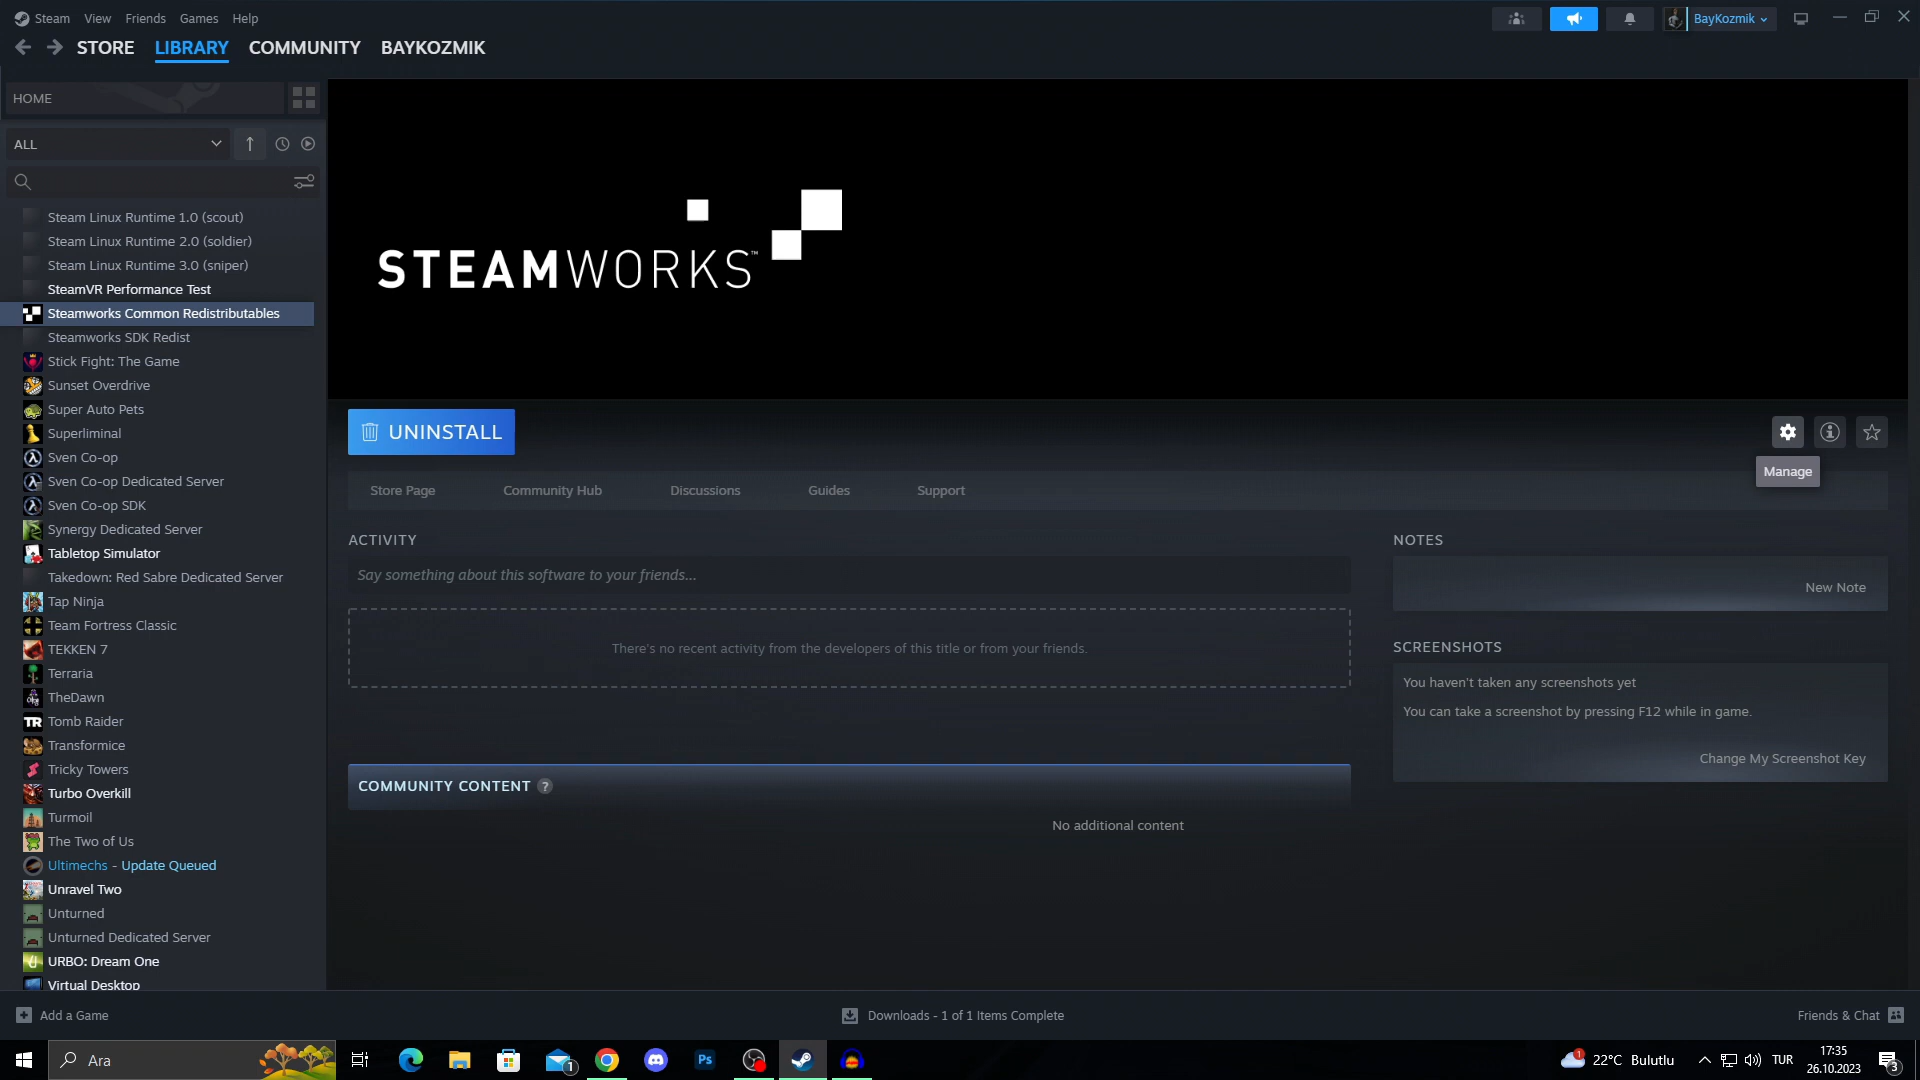 Steam View Friends Games Help
BayKozmik
STORE LIBRARY COMMUNITY BAYKOZMIK
HOME
ALL
Steam Linux Runtime 1.0 (scout)
Steam Linux Runtime 2.0 (soldier)
Steam Linux Runtime 3.0 (sniper)
SteamVR Performance Test
Steamworks Common Redistributables
Steamworks SDK Redist
Stick Fight: The Game
Sunset Overdrive
Super Auto Pets
Superliminal
Sven Co-op
Sven Co-op Dedicated Server
Sven Co-op SDK
Synergy Dedicated Server
Tabletop Simulator
Takedown: Red Sabre Dedicated Server
Tap Ninja
Team Fortress Classic
TEKKEN 7
Terraria
TheDawn
TR Tomb Raider
Transformice
Tricky Towers
Turbo Overkill
Turmoil
The Two of Us
Ultimechs - Update Queued
Unravel Two
Unturned
Unturned Dedicated Server
URBO: Dream One
Virtual Desktop
STEAMWORKS™
UNINSTALL
Manage
Store Page Community Hub Discussions Guides Support
ACTIVITY
Say something about this software to your friends...
There's no recent activity from the developers of this title or from your friends.
COMMUNITY CONTENT ?
No additional content
NOTES
New Note
SCREENSHOTS
You haven't taken any screenshots yet
You can take a screenshot by pressing F12 while in game.
Change My Screenshot Key
Add a Game
Downloads - 1 of 1 Items Complete
Friends & Chat
Ara
1
Ps
1
22°C Bulutlu
TUR
17:35
26.10.2023
3